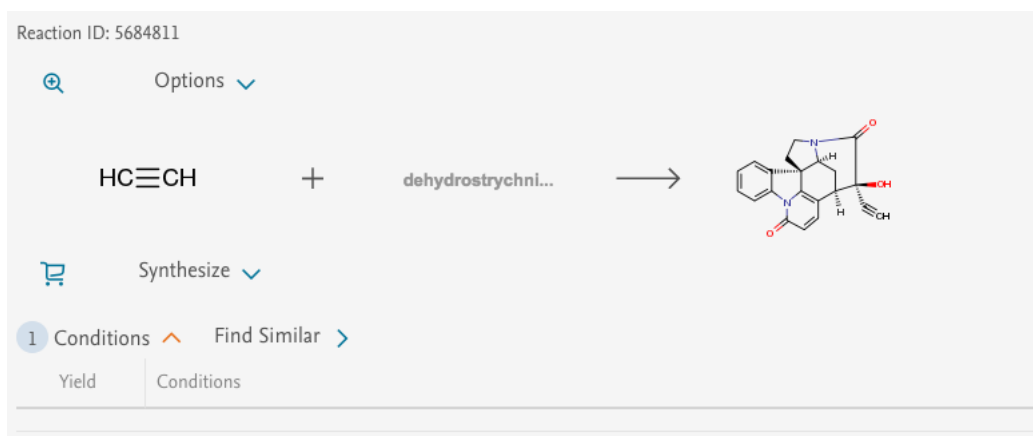 Reaction ID: 5684811
Options
HC≡CH + dehydrostrychni...
O
N
H
OH
N
H
CH
O
Synthesize
1 Conditions Find Similar
Yield Conditions